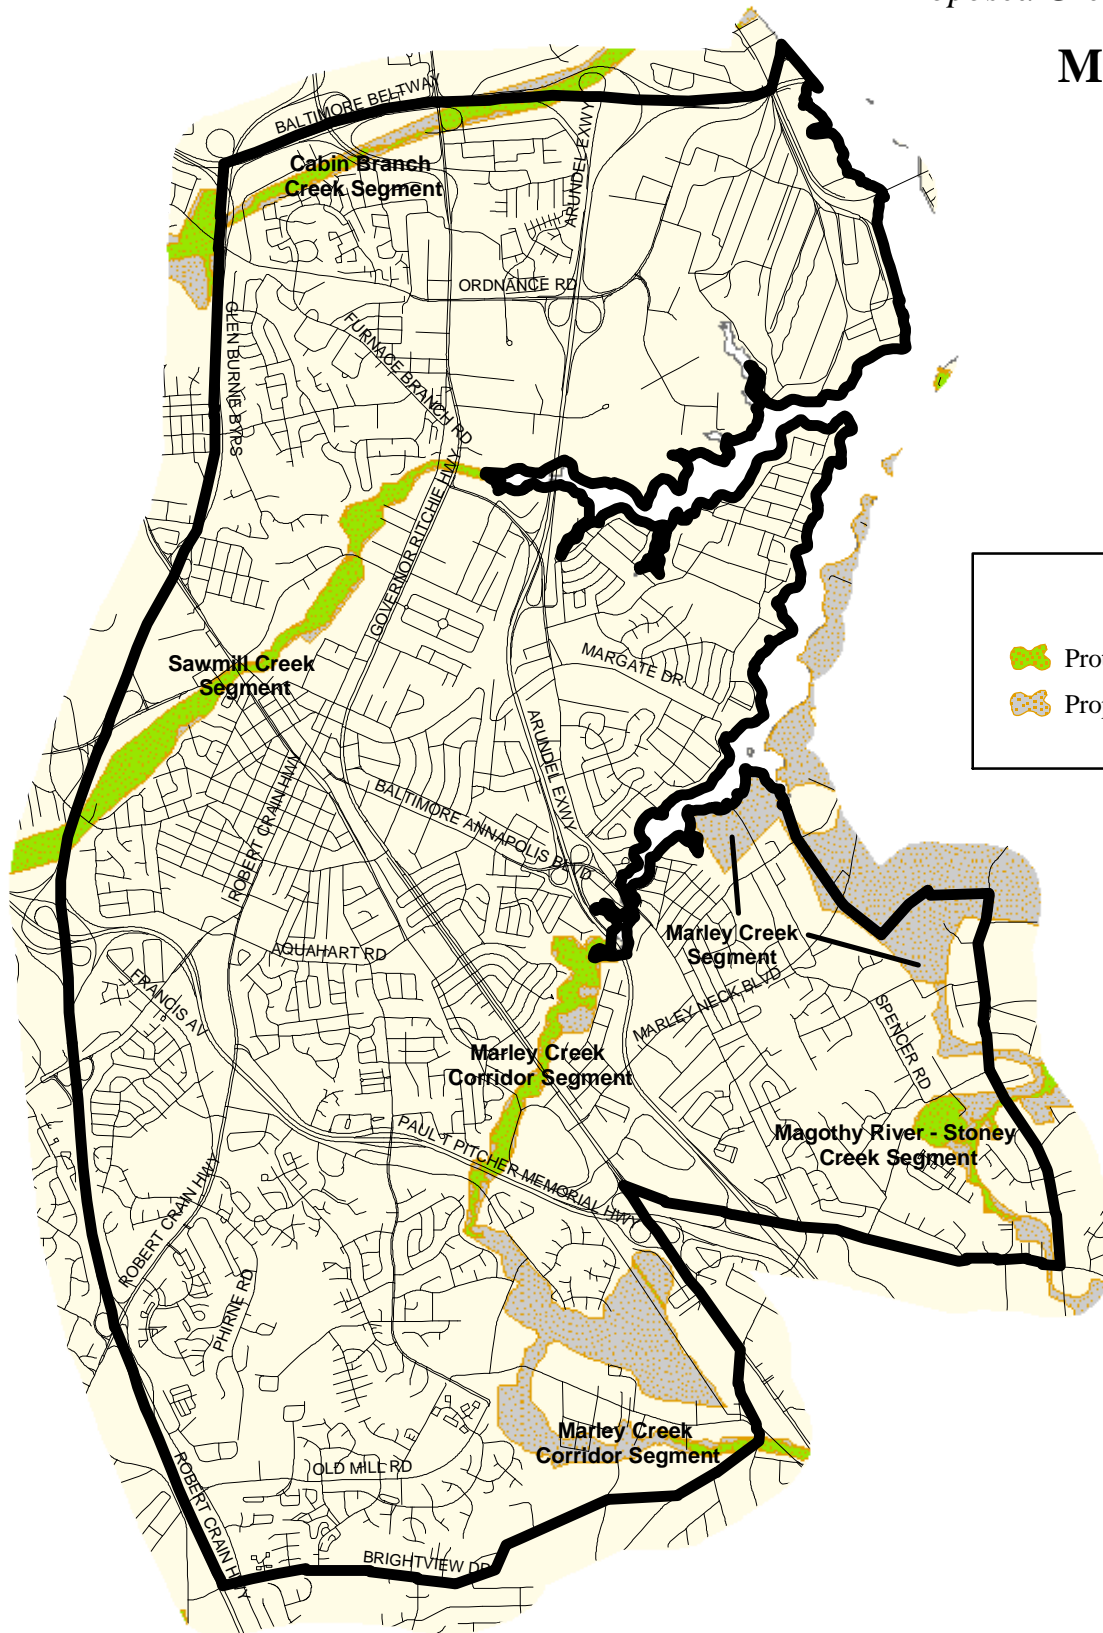 M
BALTIMORE BELTWAY
Cabin Branch
Creek Segment
ARUNDEL EXWY
ORDNANCE RD
GLEN BURNIE BYPS
FURNACE BRANCH RD
GOVERNOR RITCHIE HWY
Sawmill Creek
Segment
MARGATE DR
Pro
Prop
ARUNDEL EXWY
ROBERT CRAIN HWY
BALTIMORE ANNAPOLIS BLVD
AQUAHART RD
FRANCIS AV
Marley Creek
Segment
MARLEY NECK BLVD
SPENCER RD
Marley Creek
Corridor Segment
PAUL T PITCHER MEMORIAL HWY
Magothy River - Stoney
Creek Segment
ROBERT CRAIN HWY
PHIRNE RD
Marley Creek
Corridor Segment
OLD MILL RD
ROBERT CRAIN HWY
BRIGHTVIEW DR